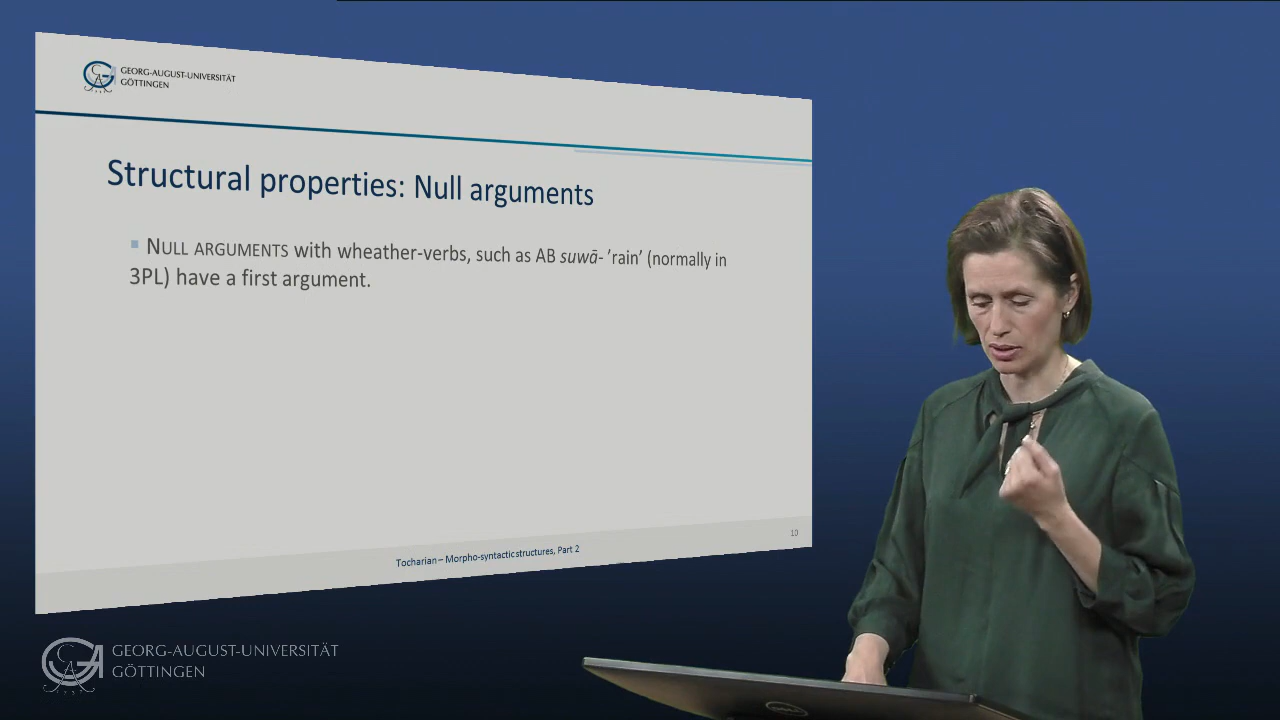 GEORG-AUGUST-UNIVERSITÄT
GÖTTINGEN
Structural properties: Null arguments
NULL ARGUMENTS with wheather-verbs, such as AB suwā- ’rain’ (normally in
3PL) have a first argument.
10
Tocharian – Morpho-syntactic structures, Part 2
GEORG-AUGUST-UNIVERSITÄT
GÖTTINGEN
DELL